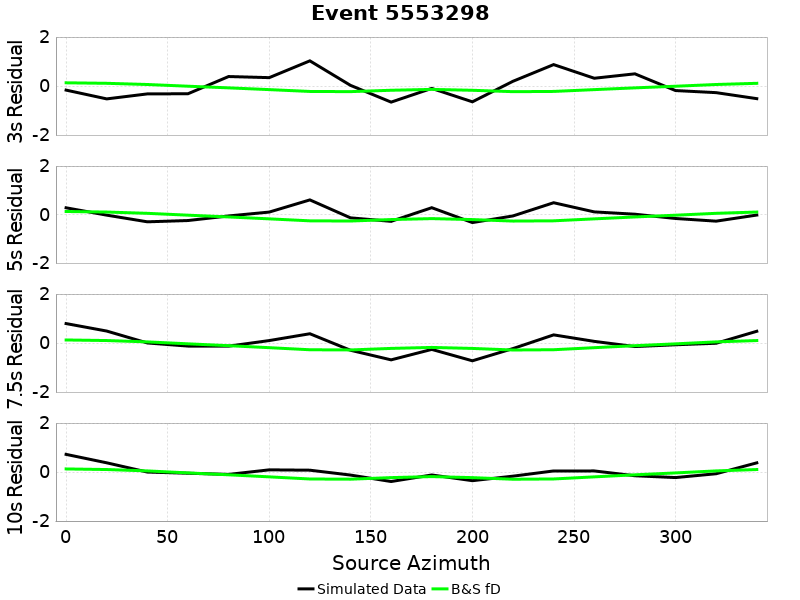 Event 5553298
3s Residual
2
0
-2
5s Residual
2
0
-2
7.5s Residual
2
0
-2
10s Residual
2
0
-2
0 50 100 150 200 250 300
Source Azimuth
Simulated Data B&S fD